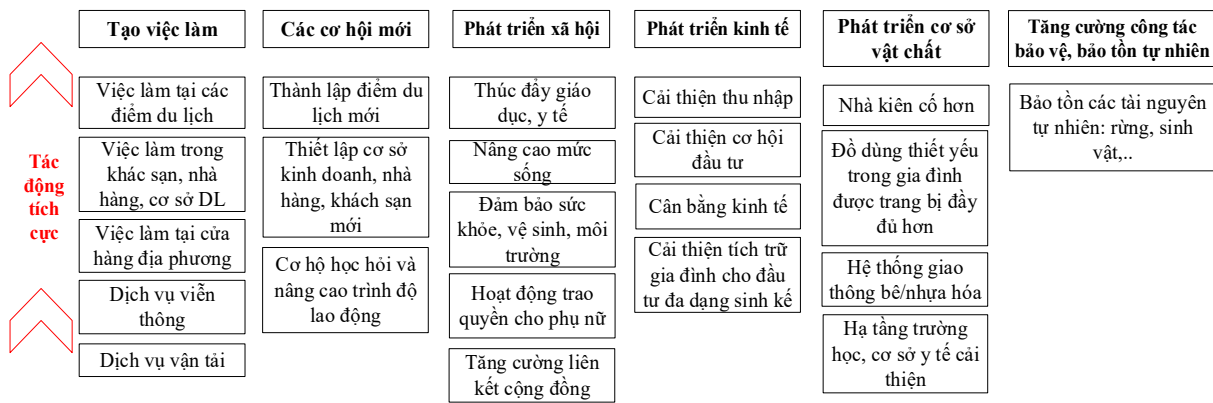 Tác
động
tích
cực
Tạo việc làm
Việc làm tại các
điểm du lịch
Việc làm trong
khác sạn, nhà
hàng, cơ sở DL
Việc làm tại cửa
hàng địa phương
Dịch vụ viễn
thông
Dịch vụ vận tải
Các cơ hội mới
Thành lập điểm du
lịch mới
Thiết lập cơ sở
kinh doanh, nhà
hàng, khách sạn
mới
Cơ hộ học hỏi và
nâng cao trình độ
lao động
Phát triển xã hội
Thúc đẩy giáo
dục, y tế
Nâng cao mức
sống
Đảm bảo sức
khỏe, vệ sinh, môi
trường
Hoạt động trao
quyền cho phụ nữ
Tăng cường liên
kết cộng đồng
Phát triển kinh tế
Cải thiện thu nhập
Cải thiện cơ hội
đầu tư
Cân bằng kinh tế
Cải thiện tích trữ
gia đình cho đầu
tư đa dạng sinh kế
Phát triển cơ sở
vật chất
Nhà kiên cố hơn
Đồ dùng thiết yếu
trong gia đình
được trang bị đầy
đủ hơn
Hệ thống giao
thông bê/nhựa hóa
Hạ tầng trường
học, cơ sở y tế cải
thiện
Tăng cường công tác
bảo vệ, bảo tồn tự nhiên
Bảo tồn các tài nguyên
tự nhiên: rừng, sinh
vật,..